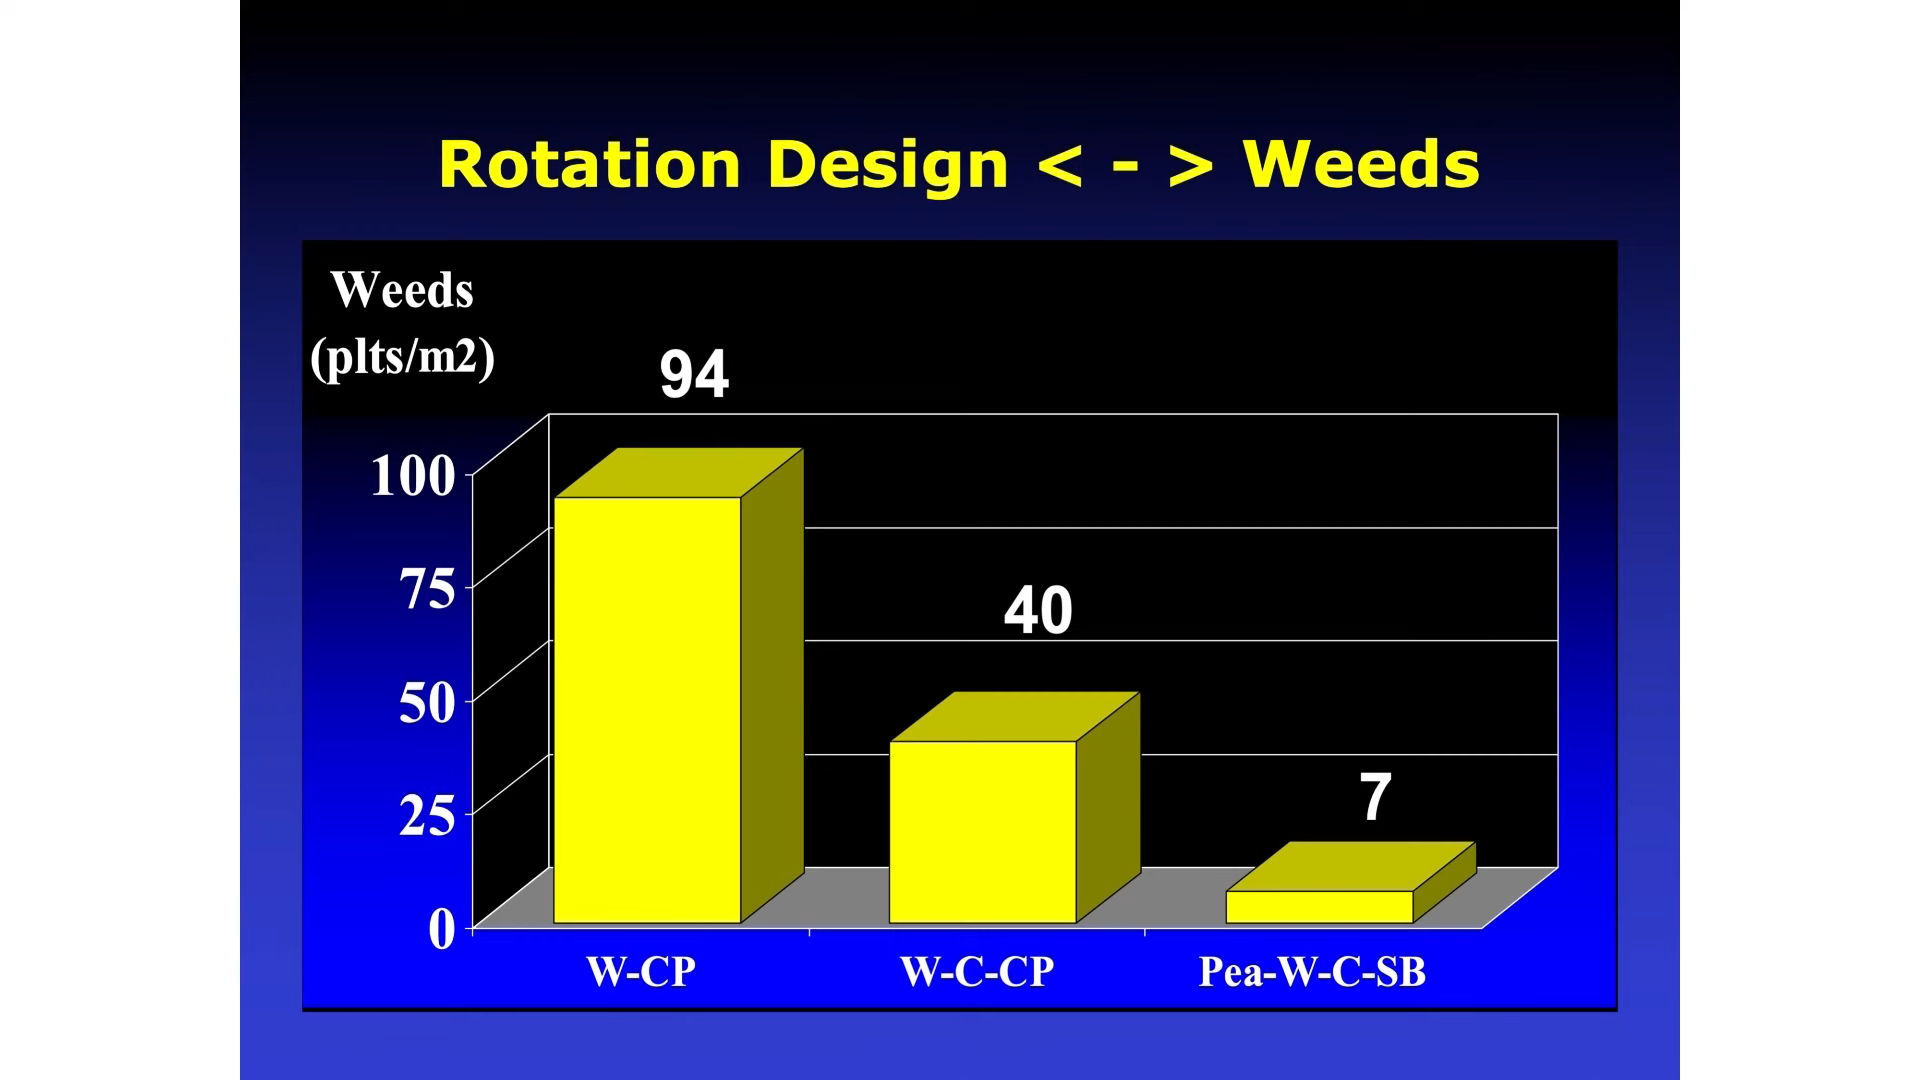 Rotation Design < - > Weeds
Weeds
(plts/m2)
94
100
75
40
50
7
25
0
W-CP W-C-CP Pea-W-C-SB